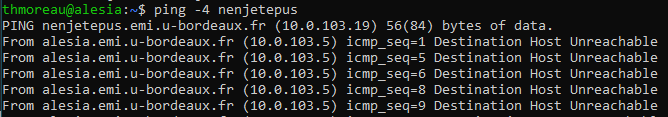 thmoreau@alesia:~$ ping -4 nenjetepus
PING nenjetepus.emi.u-bordeaux.fr (10.0.103.19) 56(84) bytes of data.
From alesia.emi.u-bordeaux.fr (10.0.103.5) icmp_seq=1 Destination Host Unreachable
From alesia.emi.u-bordeaux.fr (10.0.103.5) icmp_seq=5 Destination Host Unreachable
From alesia.emi.u-bordeaux.fr (10.0.103.5) icmp_seq=6 Destination Host Unreachable
From alesia.emi.u-bordeaux.fr (10.0.103.5) icmp_seq=8 Destination Host Unreachable
From alesia.emi.u-bordeaux.fr (10.0.103.5) icmp_seq=9 Destination Host Unreachable